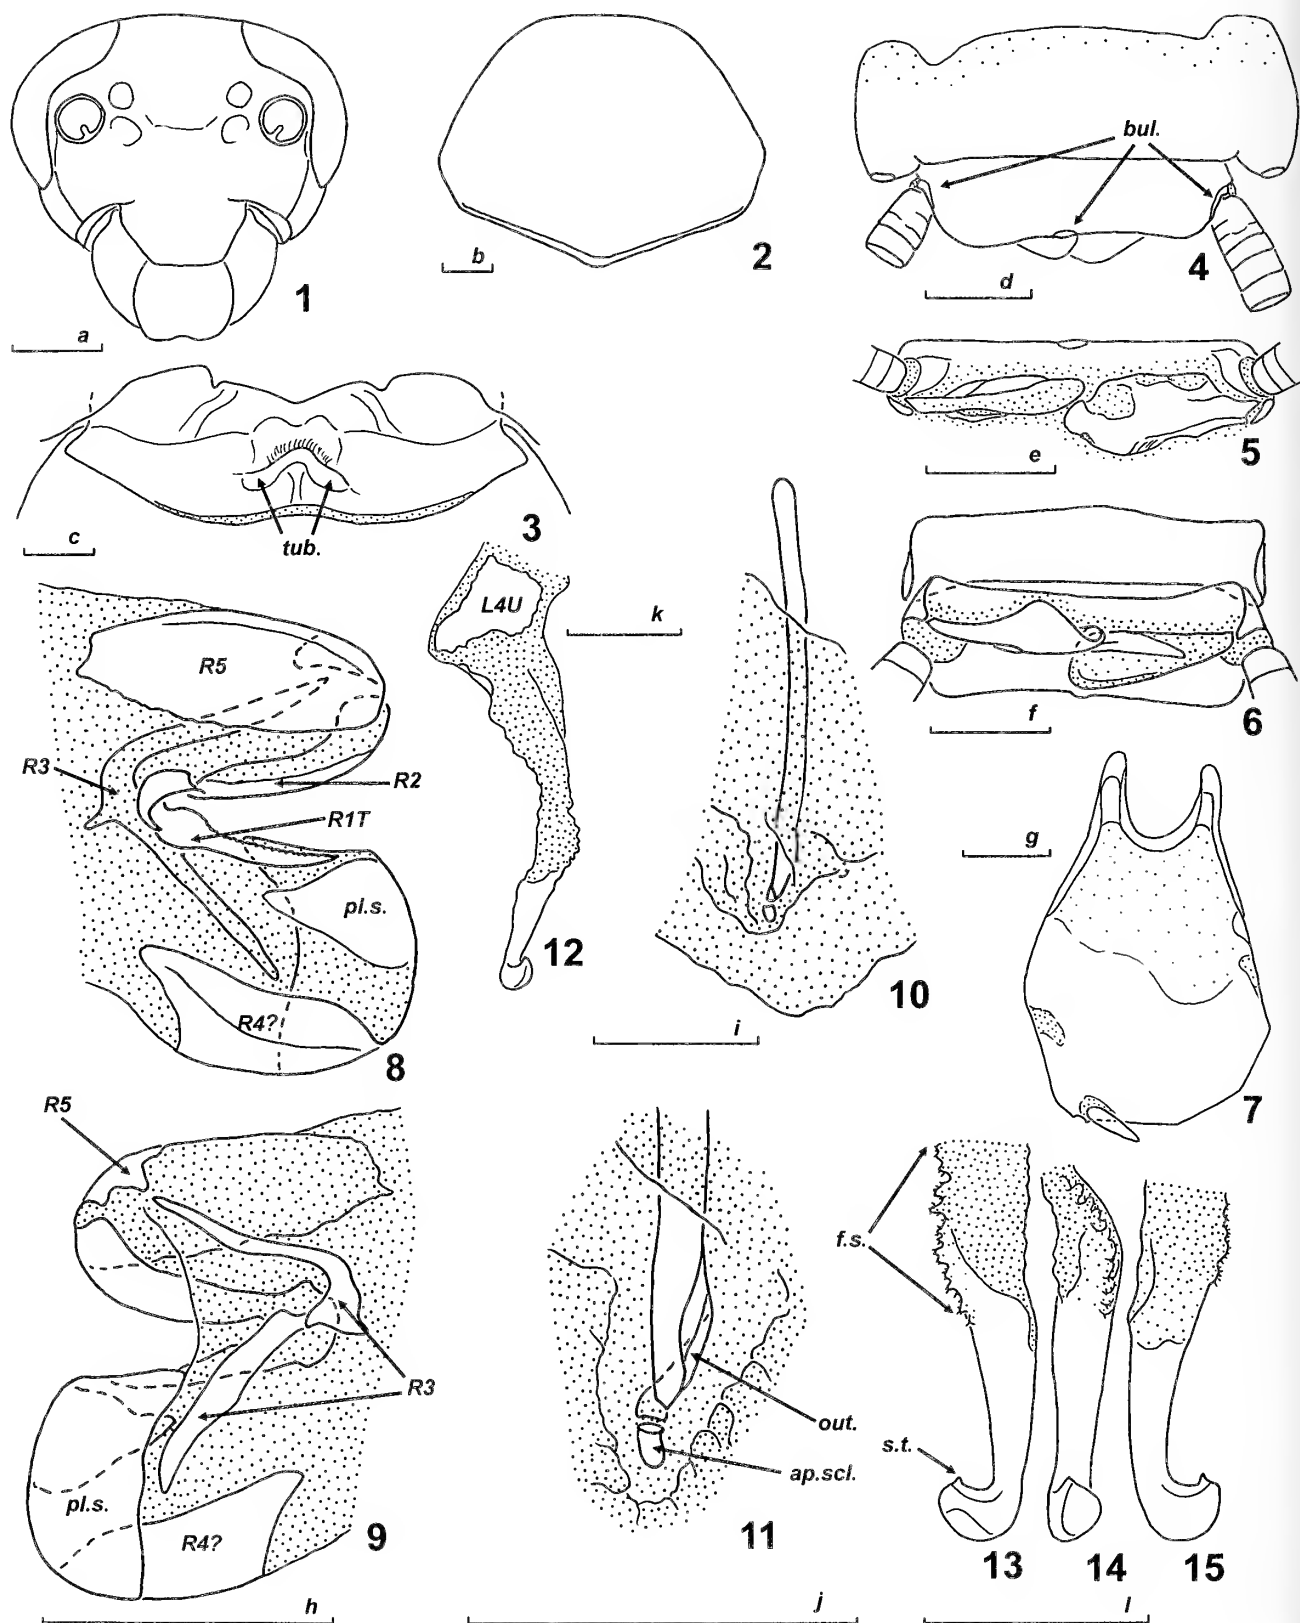 1
a
2
b
bul.
4
d
5
e
3
c
tub.
6
f
R5
R3
R2
R1T
pl.s.
R4?
8
L4U
k
12
10
i
g
7
R5
R3
pl.s.
R4?
9
h
out.
ap.scl.
11
j
f.s.
s.t.
13
14
15
l